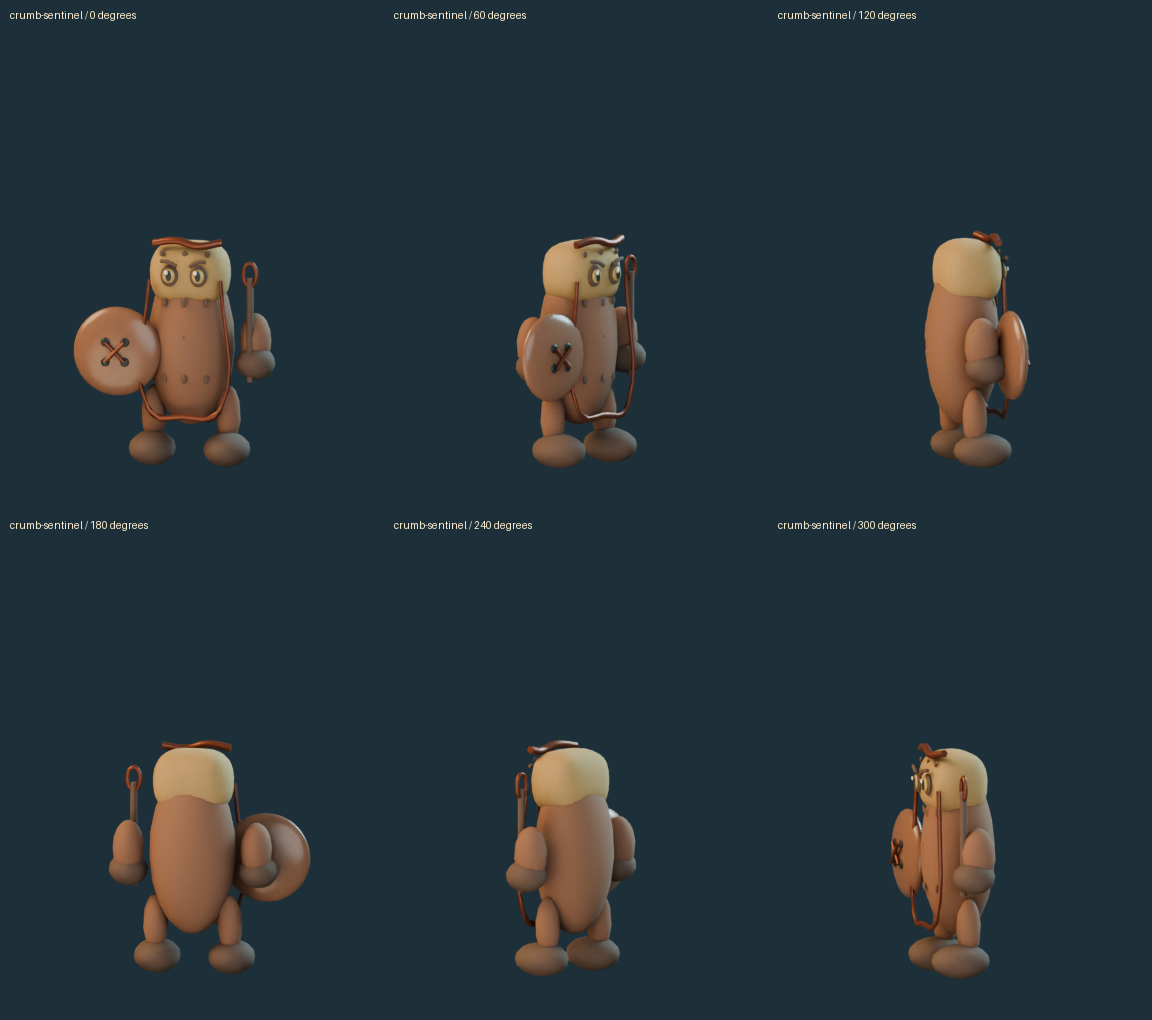 crumb-sentinel / 0 degrees
crumb-sentinel / 60 degrees
crumb-sentinel / 120 degrees
crumb-sentinel / 180 degrees
crumb-sentinel / 240 degrees
crumb-sentinel / 300 degrees